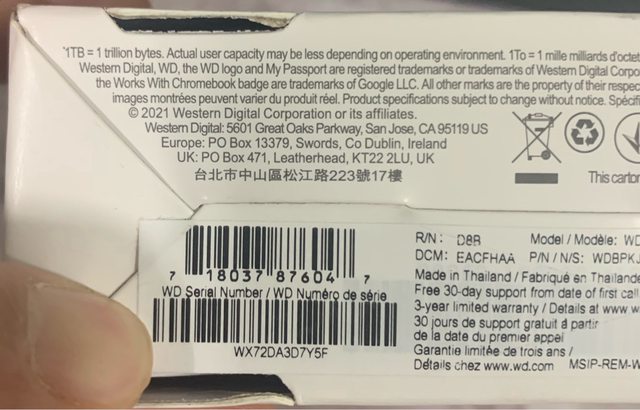 *1TB = 1 trillion bytes. Actual user capacity may be less depending on operating environment. 1To = 1 mille milliards d'octet
Western Digital, WD, the WD logo and My Passport are registered trademarks or trademarks of Western Digital Corpo
the Works With Chromebook badge are trademarks of Google LLC. All other marks are the property of their respec
images montrées peuvent varier du produit réel. Product specifications subject to change without notice. Spécifi
© 2021 Western Digital Corporation or its affiliates.
Western Digital: 5601 Great Oaks Parkway, San Jose, CA 95119 US
Europe: PO Box 13379, Swords, Co Dublin, Ireland
UK: PO Box 471, Leatherhead, KT22 2LU, UK
台北市中山區松江路223號17樓
This carton
7 18037 87604 7
WD Serial Number / WD Numéro de série
WX72DA3D7Y5F
R/N: D8B Model / Modèle: WD
DCM: EACFHAA P/N / N/S: WDBPKJ
Made in Thailand / Fabriqué en Thaïlande
Free 30-day support from date of first call
3-year limited warranty / Details at www.w
30 jours de support gratuit à partir
de la date du premier appel
Garantie limitée de trois ans /
Détails chez www.wd.com MSIP-REM-W